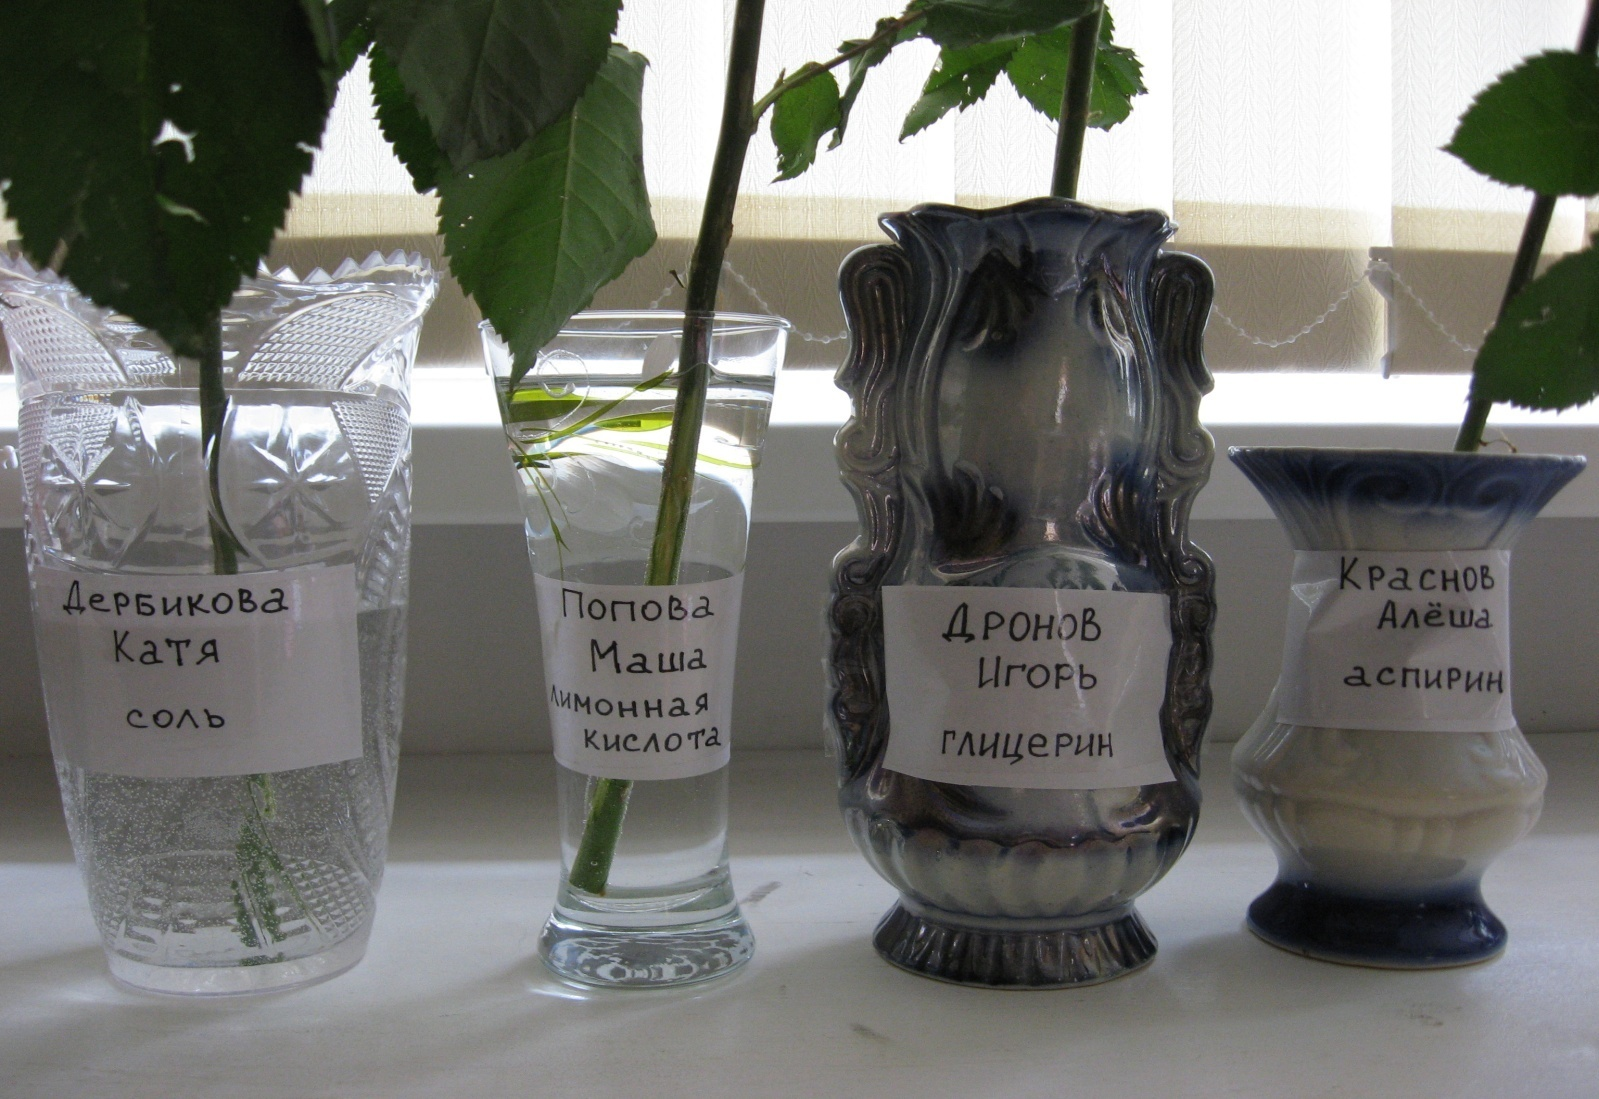 Дербикова
Катя
соль
Попова
Маша
лимонная
кислота
Дронов
Игорь
глицерин
Краснов
Алёша
аспирин